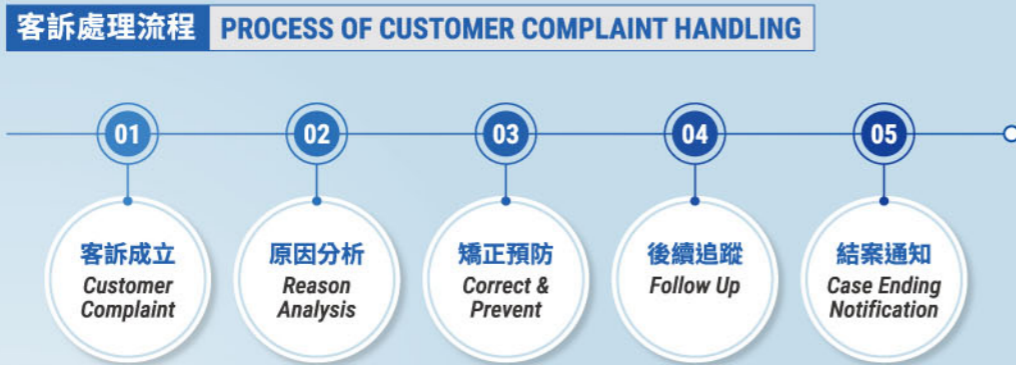 客訴處理流程 PROCESS OF CUSTOMER COMPLAINT HANDLING
01 02 03 04 05
客訴成立
Customer
Complaint
原因分析
Reason
Analysis
矯正預防
Correct &
Prevent
後續追蹤
Follow Up
結案通知
Case Ending
Notification